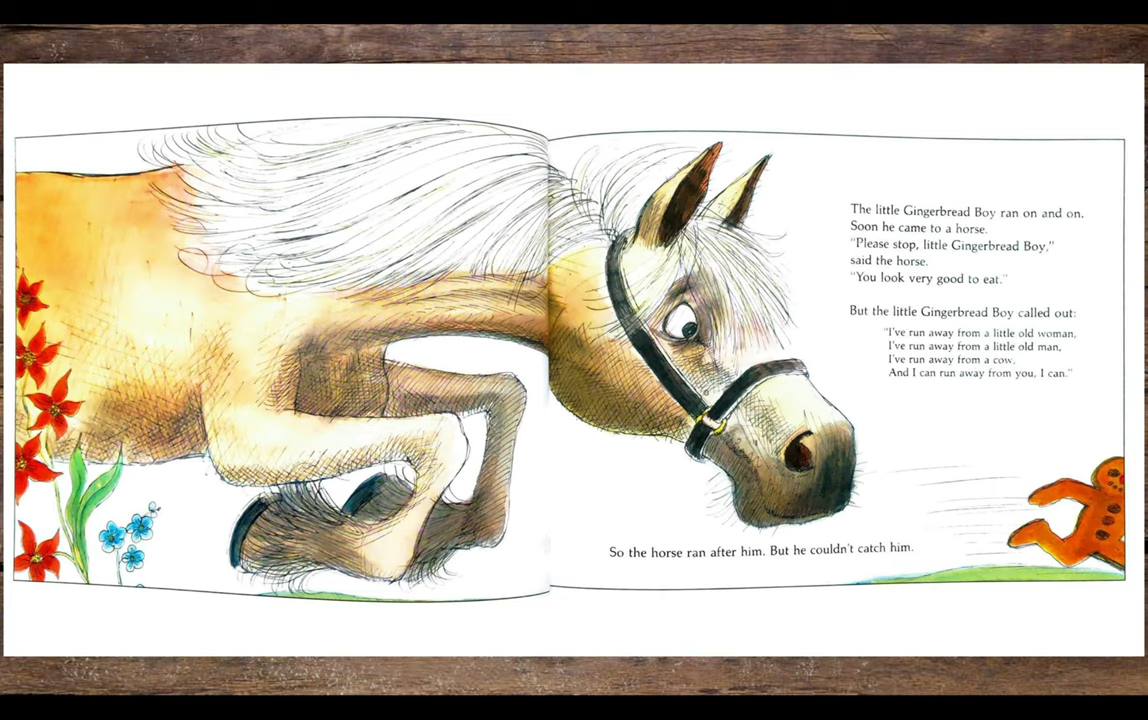 The little Gingerbread Boy ran on and on.
Soon he came to a horse.
"Please stop, little Gingerbread Boy,"
said the horse.
"You look very good to eat."
But the little Gingerbread Boy called out:
"I've run away from a little old woman,
I've run away from a little old man,
I've run away from a cow,
And I can run away from you, I can."
So the horse ran after him. But he couldn't catch him.